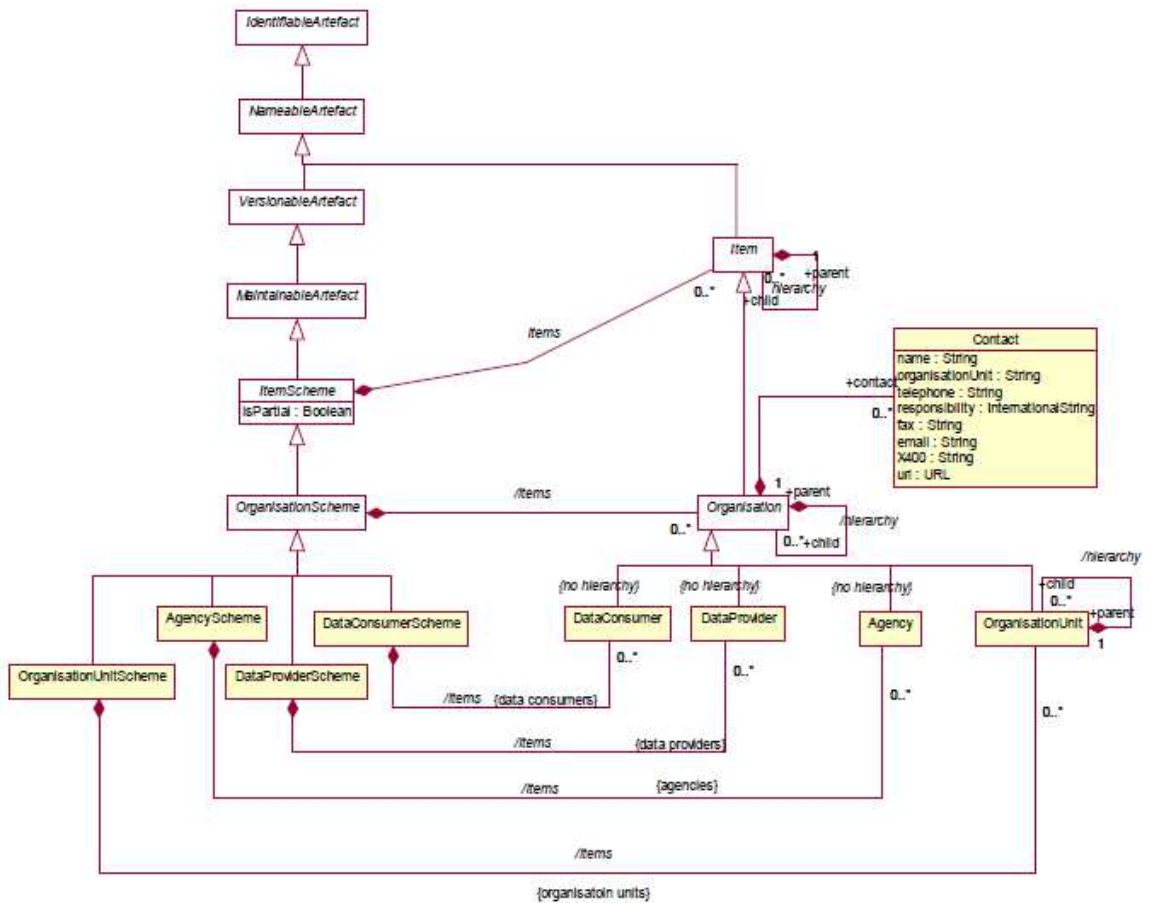 IdentifiableArtefact
NameableArtefact
VersionableArtefact
Item
1
+parent
0..*
0..*
hierarchy
+child
MaintainableArtefact
Items
Contact
name : String
organisationUnit : String
telephone : String
responsibility : InternationalString
fax : String
email : String
X400 : String
url : URL
+contact
0..*
ItemScheme
isPartial : Boolean
OrganisationScheme
/items
0..*
Organisation
1
+parent
/hierarchy
0..*
+child
{no hierarchy}
{no hierarchy}
{no hierarchy}
/hierarchy
+child
0..*
+parent
1
AgencyScheme
DataConsumerScheme
DataConsumer
DataProvider
Agency
OrganisationUnit
0..*
0..*
0..*
0..*
OrganisationUnitScheme
DataProviderScheme
/items
{data consumers}
/items
{data providers}
/items
{agencies}
/items
{organisatoin units}